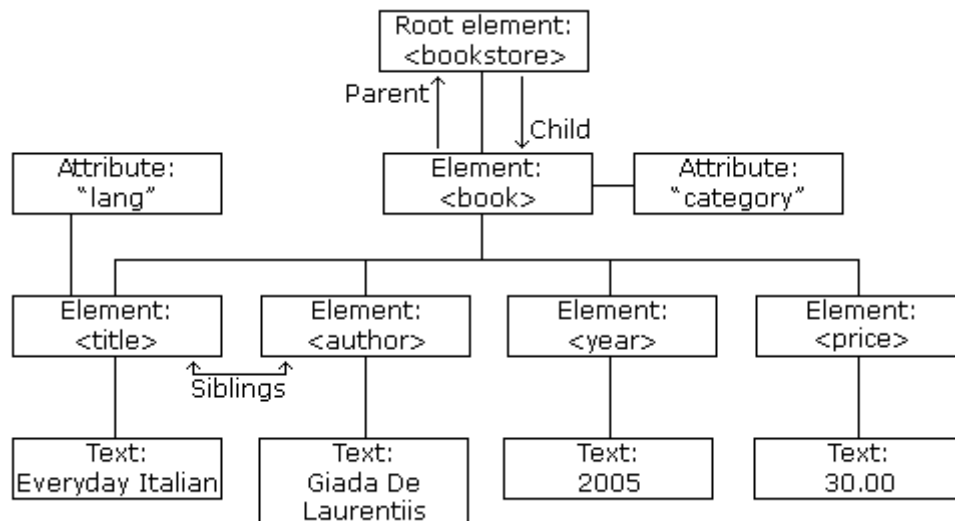 Root element:
<bookstore>
Parent
Child
Attribute:
“lang”
Element:
<book>
Attribute:
“category”
Element:
<title>
Element:
<author>
Element:
<year>
Element:
<price>
Siblings
Text:
Everyday Italian
Text:
Giada De
Laurentiis
Text:
2005
Text:
30.00